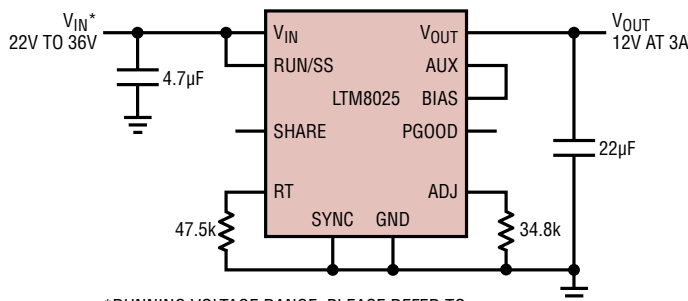 VIN*
22V TO 36V
4.7µF
VIN
RUN/SS
SHARE
RT
SYNC
GND
LTM8025
VOUT
AUX
BIAS
PGOOD
ADJ
47.5k
34.8k
VOUT
12V AT 3A
22µF
*RUNNING VOLTAGE RANGE. PLEASE REFER TO